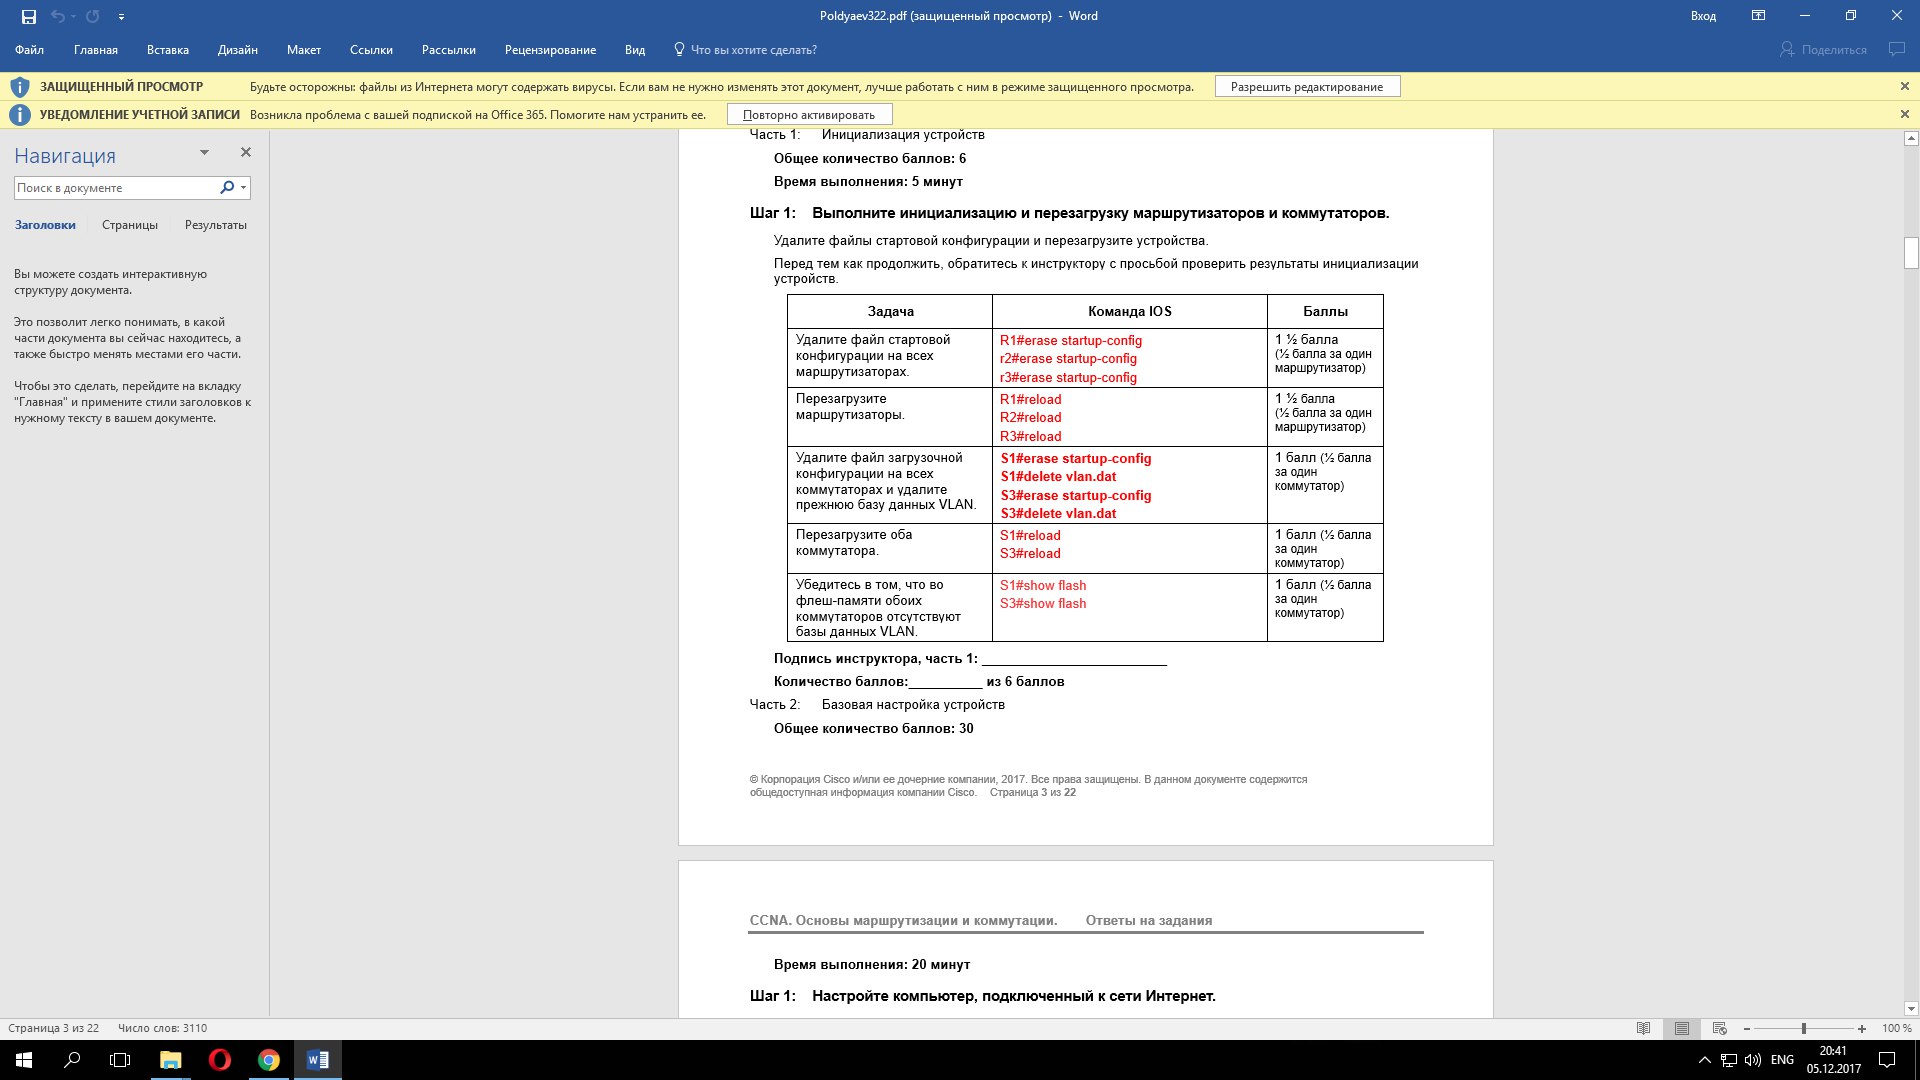 Poldyaev322.pdf (защищенный просмотр) - Word
Вход
Файл Главная Вставка Дизайн Макет Ссылки Рассылки Рецензирование Вид Что вы хотите сделать? Поделиться
ЗАЩИЩЕННЫЙ ПРОСМОТР Будьте осторожны: файлы из Интернета могут содержать вирусы. Если вам не нужно изменять этот документ, лучше работать с ним в режиме защищенного просмотра. Разрешить редактирование
УВЕДОМЛЕНИЕ УЧЕТНОЙ ЗАПИСИ Возникла проблема с вашей подпиской на Office 365. Помогите нам устранить ее. Повторно активировать
Навигация
Поиск в документе
Заголовки Страницы Результаты
Вы можете создать интерактивную
структуру документа.
Это позволит легко понимать, в какой
части документа вы сейчас находитесь, а
также быстро менять местами его части.
Чтобы это сделать, перейдите на вкладку
"Главная" и примените стили заголовков к
нужному тексту в вашем документе.
Часть 1: Инициализация устройств
Общее количество баллов: 6
Время выполнения: 5 минут
Шаг 1: Выполните инициализацию и перезагрузку маршрутизаторов и коммутаторов.
Удалите файлы стартовой конфигурации и перезагрузите устройства.
Перед тем как продолжить, обратитесь к инструктору с просьбой проверить результаты инициализации
устройств.
Задача Команда IOS Баллы
Удалите файл стартовой
конфигурации на всех
маршрутизаторах.
R1#erase startup-config
r2#erase startup-config
r3#erase startup-config
1 ½ балла
(½ балла за один
маршрутизатор)
Перезагрузите
маршрутизаторы.
R1#reload
R2#reload
R3#reload
1 ½ балла
(½ балла за один
маршрутизатор)
Удалите файл загрузочной
конфигурации на всех
коммутаторах и удалите
прежнюю базу данных VLAN.
S1#erase startup-config
S1#delete vlan.dat
S3#erase startup-config
S3#delete vlan.dat
1 балл (½ балла
за один
коммутатор)
Перезагрузите оба
коммутатора.
S1#reload
S3#reload
1 балл (½ балла
за один
коммутатор)
Убедитесь в том, что во
флеш-памяти обоих
коммутаторов отсутствуют
базы данных VLAN.
S1#show flash
S3#show flash
1 балл (½ балла
за один
коммутатор)
Подпись инструктора, часть 1: _________________________
Количество баллов:__________ из 6 баллов
Часть 2: Базовая настройка устройств
Общее количество баллов: 30
© Корпорация Cisco и/или ее дочерние компании, 2017. Все права защищены. В данном документе содержится
общедоступная информация компании Cisco. Страница 3 из 22
CCNA. Основы маршрутизации и коммутации. Ответы на задания
Время выполнения: 20 минут
Шаг 1: Настройте компьютер, подключенный к сети Интернет.
Страница 3 из 22 Число слов: 3110 100 %
ENG
20:41
05.12.2017